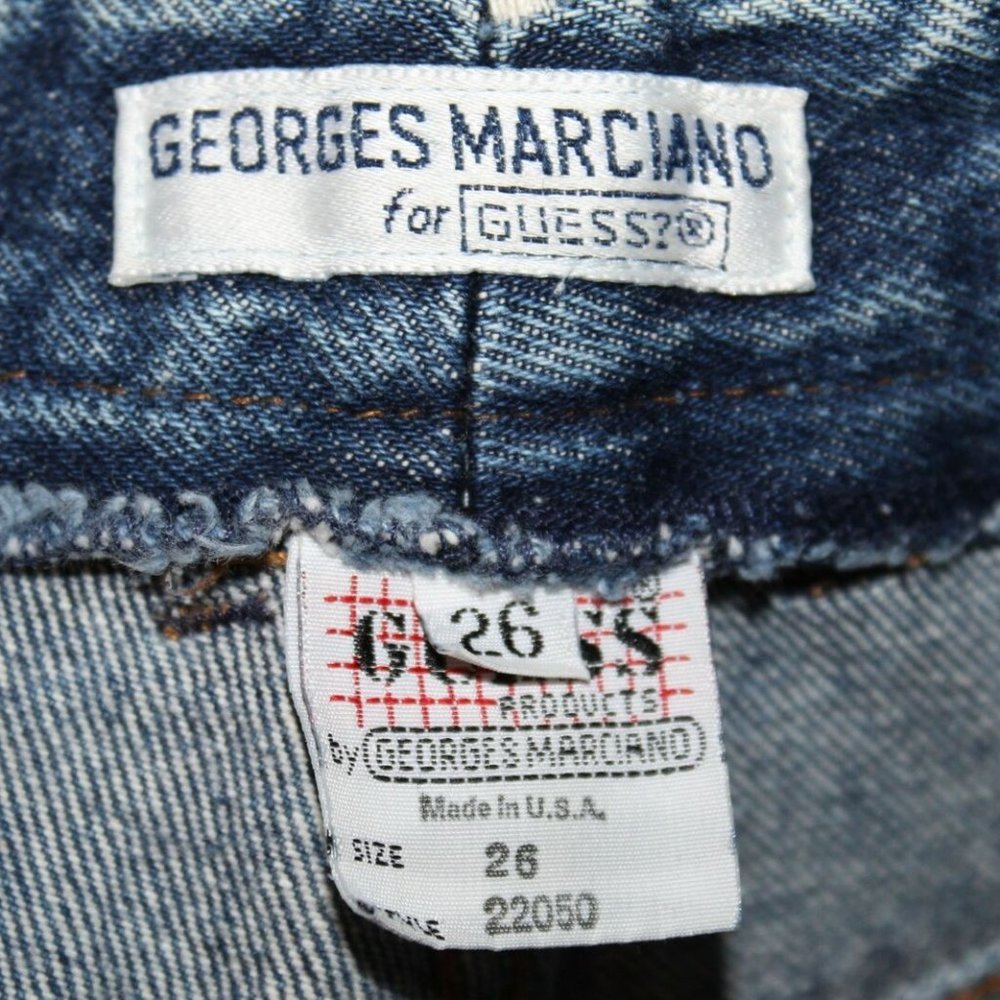 GEORGES MARCIANO
for GUESS?®
26
PRODUCTS
by GEORGES MARCIANO
Made in U.S.A.
SIZE 26
22050